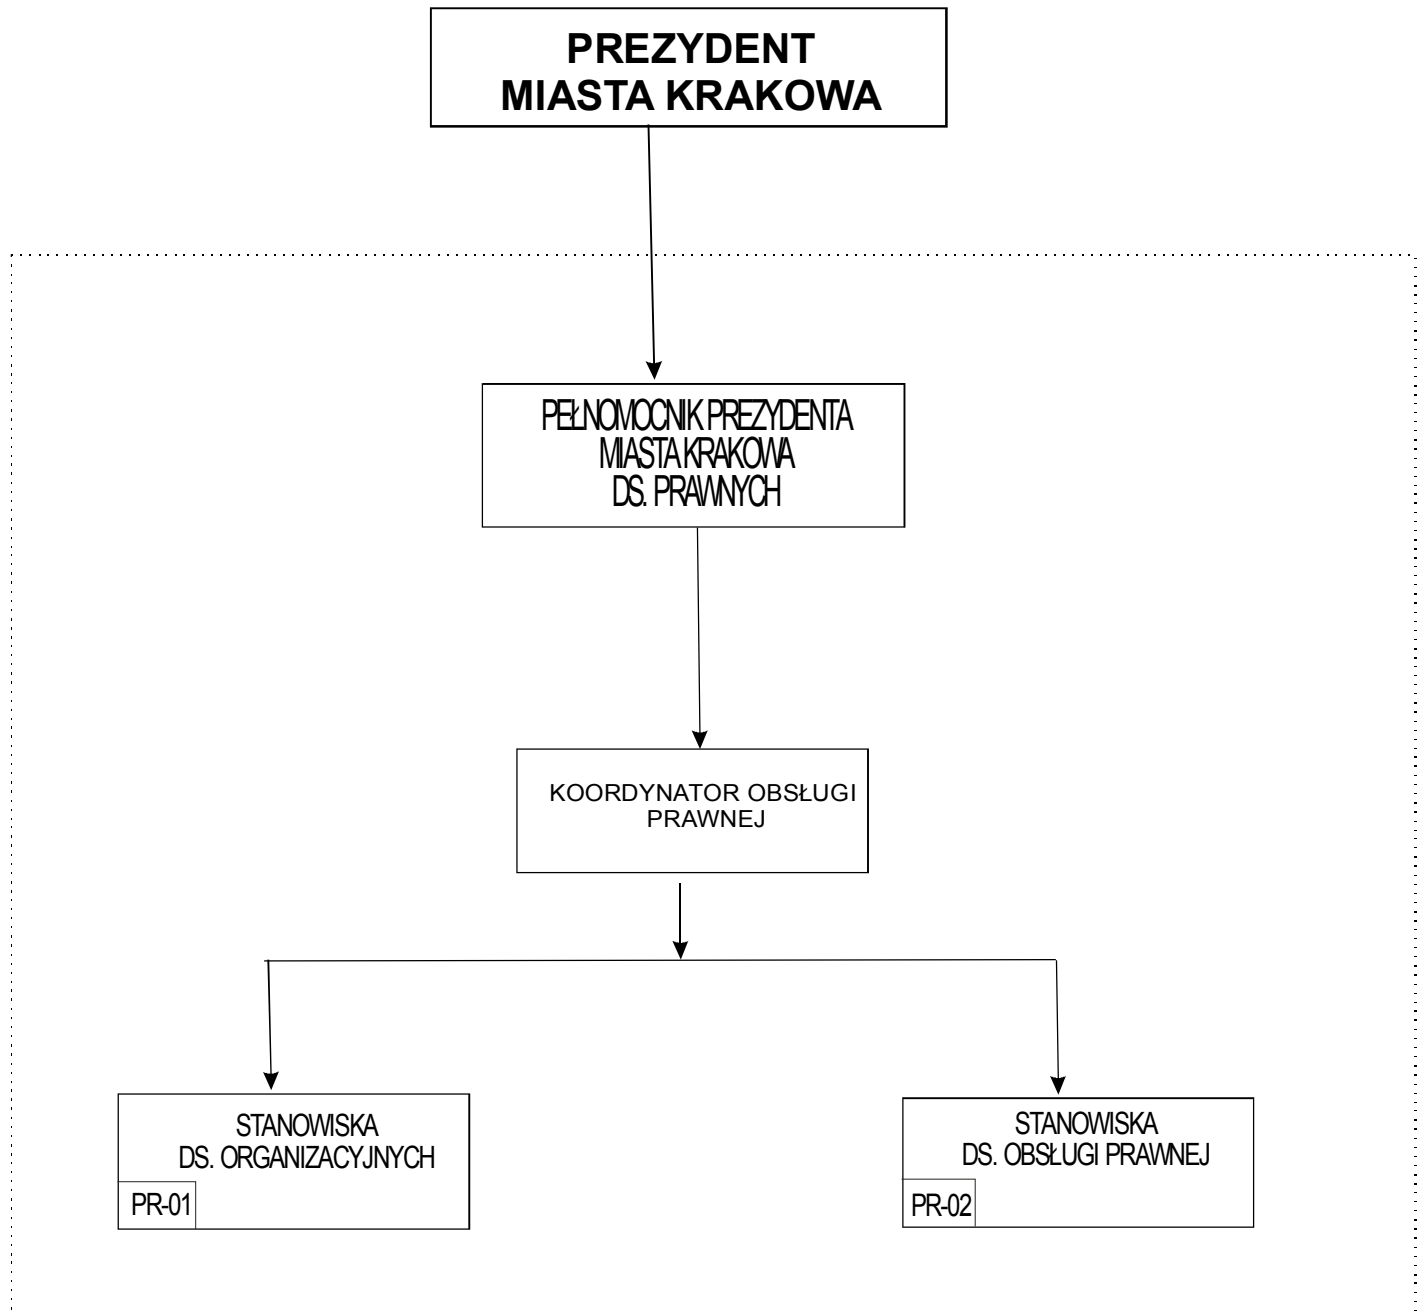 PREZYDENT
MIASTA KRAKOWA
PEŁNOMOCNIK PREZYDENTA
MIASTA KRAKOWA
DS. PRAWNYCH
KOORDYNATOR OBSŁUGI
PRAWNEJ
STANOWISKA
DS. ORGANIZACYJNYCH
PR-01
STANOWISKA
DS. OBSŁUGI PRAWNEJ
PR-02